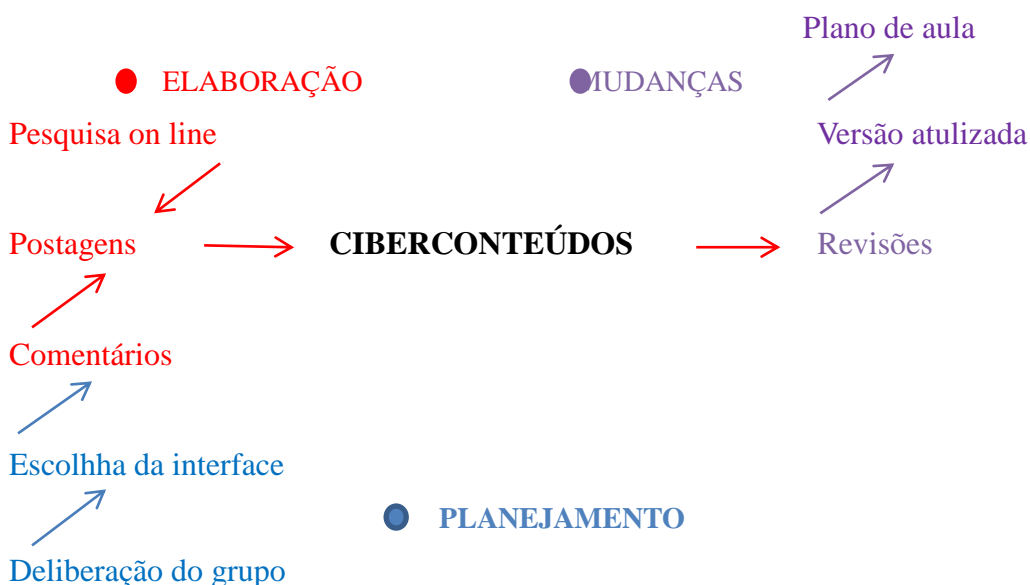 Plano de aula
ELABORAÇÃO
MUDANÇAS
Pesquisa on line
Versão atulizada
Postagens
CIBERCONTEÚDOS
Revisões
Comentários
Escolhha da interface
PLANEJAMENTO
Deliberação do grupo